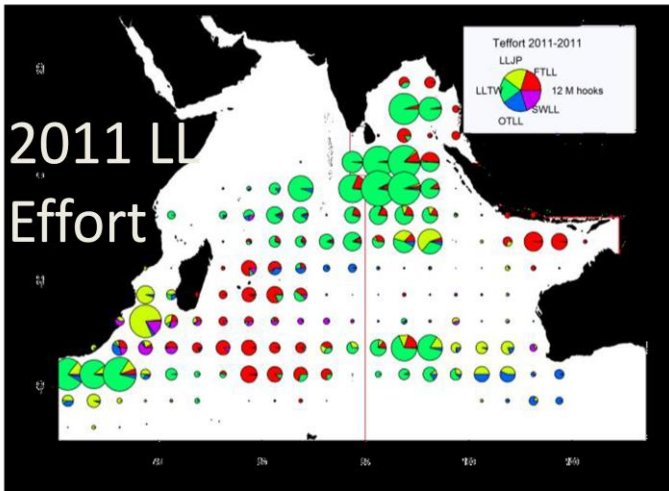 2011 LL
Effort
Teffort 2011-2011
LLJP
FTLL
LLTW
12 M hooks
SWLL
OTLL